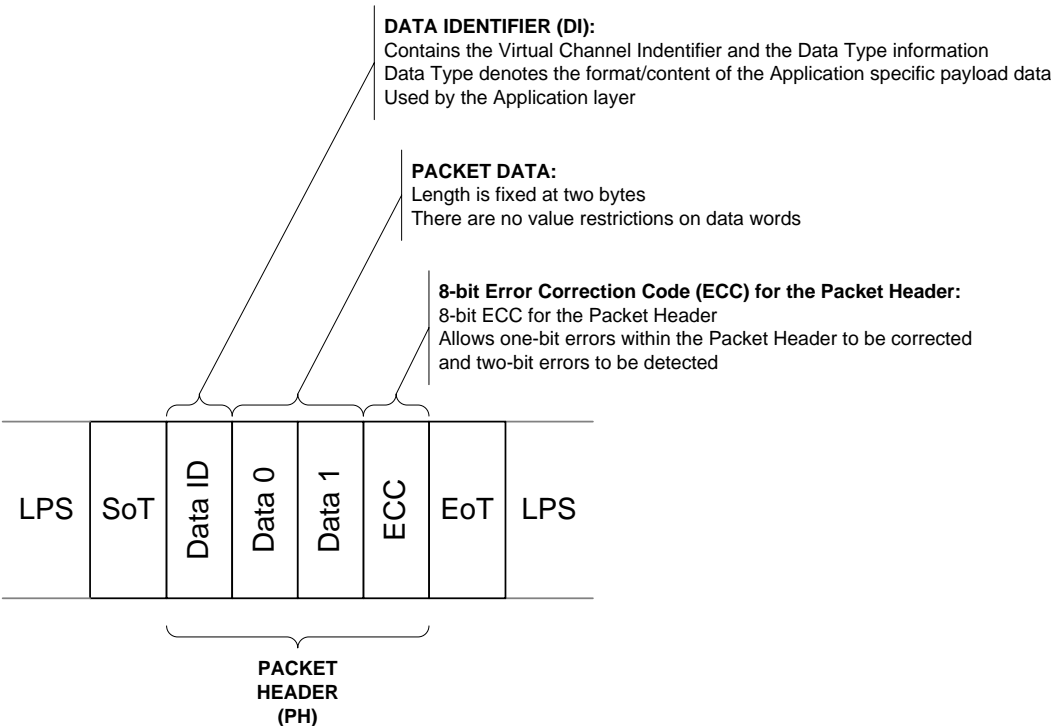 DATA IDENTIFIER (DI):
Contains the Virtual Channel Indentifier and the Data Type information
Data Type denotes the format/content of the Application specific payload data
Used by the Application layer
PACKET DATA:
Length is fixed at two bytes
There are no value restrictions on data words
8-bit Error Correction Code (ECC) for the Packet Header:
8-bit ECC for the Packet Header
Allows one-bit errors within the Packet Header to be corrected
and two-bit errors to be detected
LPS
SoT
Data ID
Data 0
Data 1
ECC
EoT
LPS
PACKET
HEADER
(PH)